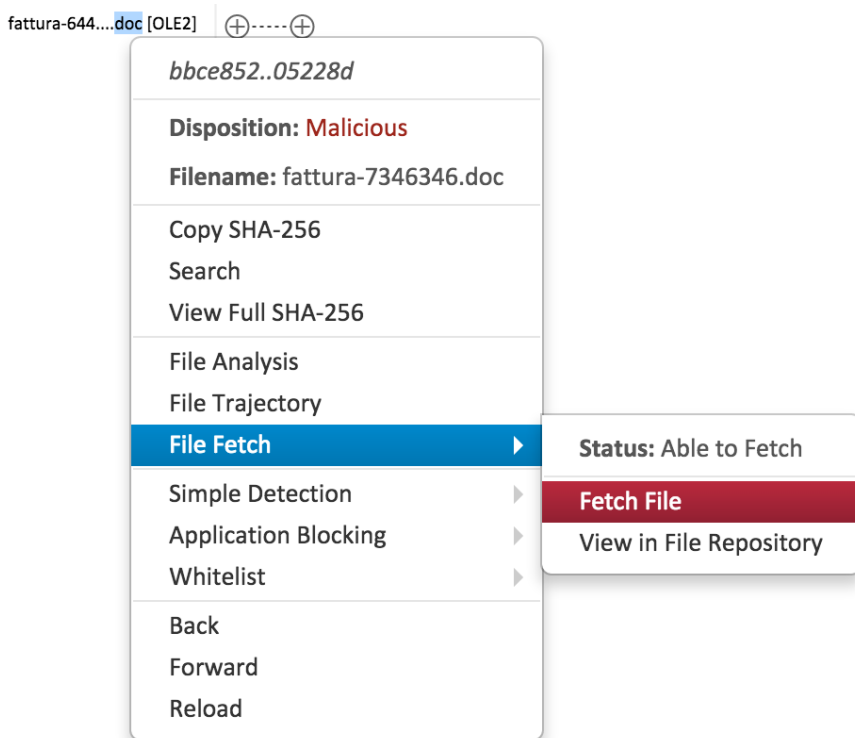 fattura-644....doc [OLE2]
bbce852..05228d
Disposition: Malicious
Filename: fattura-7346346.doc
Copy SHA-256
Search
View Full SHA-256
File Analysis
File Trajectory
File Fetch
Status: Able to Fetch
Fetch File
View in File Repository
Simple Detection
Application Blocking
Whitelist
Back
Forward
Reload